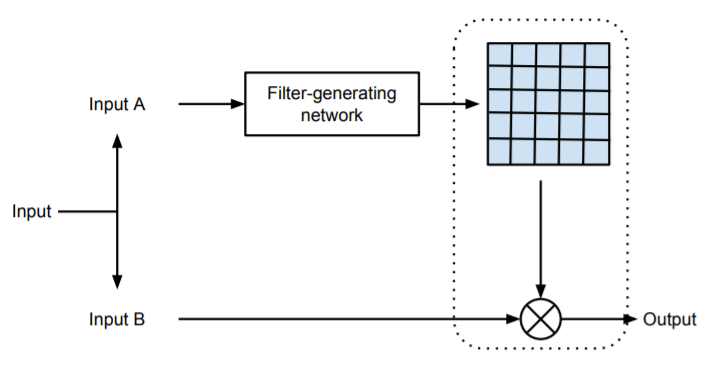 Input A
Filter-generating
network
Input
Input B
Output